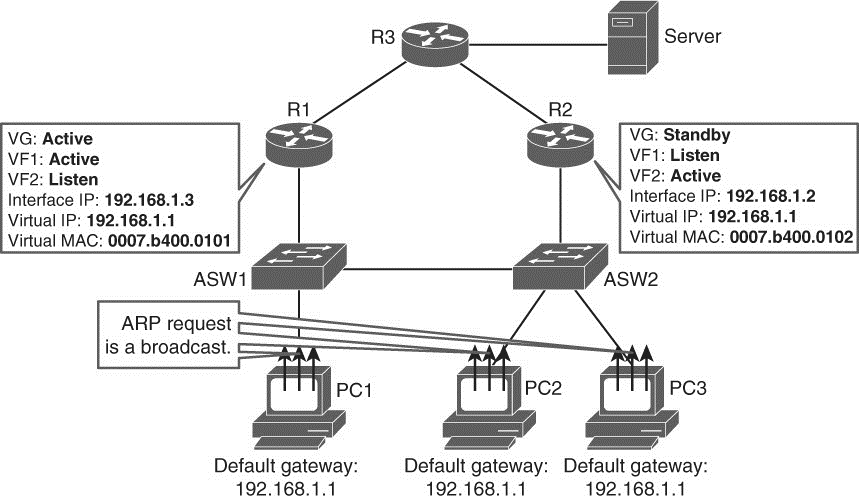 R3
Server
R1
R2
VG: Active
VF1: Active
VF2: Listen
Interface IP: 192.168.1.3
Virtual IP: 192.168.1.1
Virtual MAC: 0007.b400.0101
VG: Standby
VF1: Listen
VF2: Active
Interface IP: 192.168.1.2
Virtual IP: 192.168.1.1
Virtual MAC: 0007.b400.0102
ASW1
ASW2
ARP request
is a broadcast.
PC1
PC2
PC3
Default gateway:
192.168.1.1
Default gateway:
192.168.1.1
Default gateway:
192.168.1.1